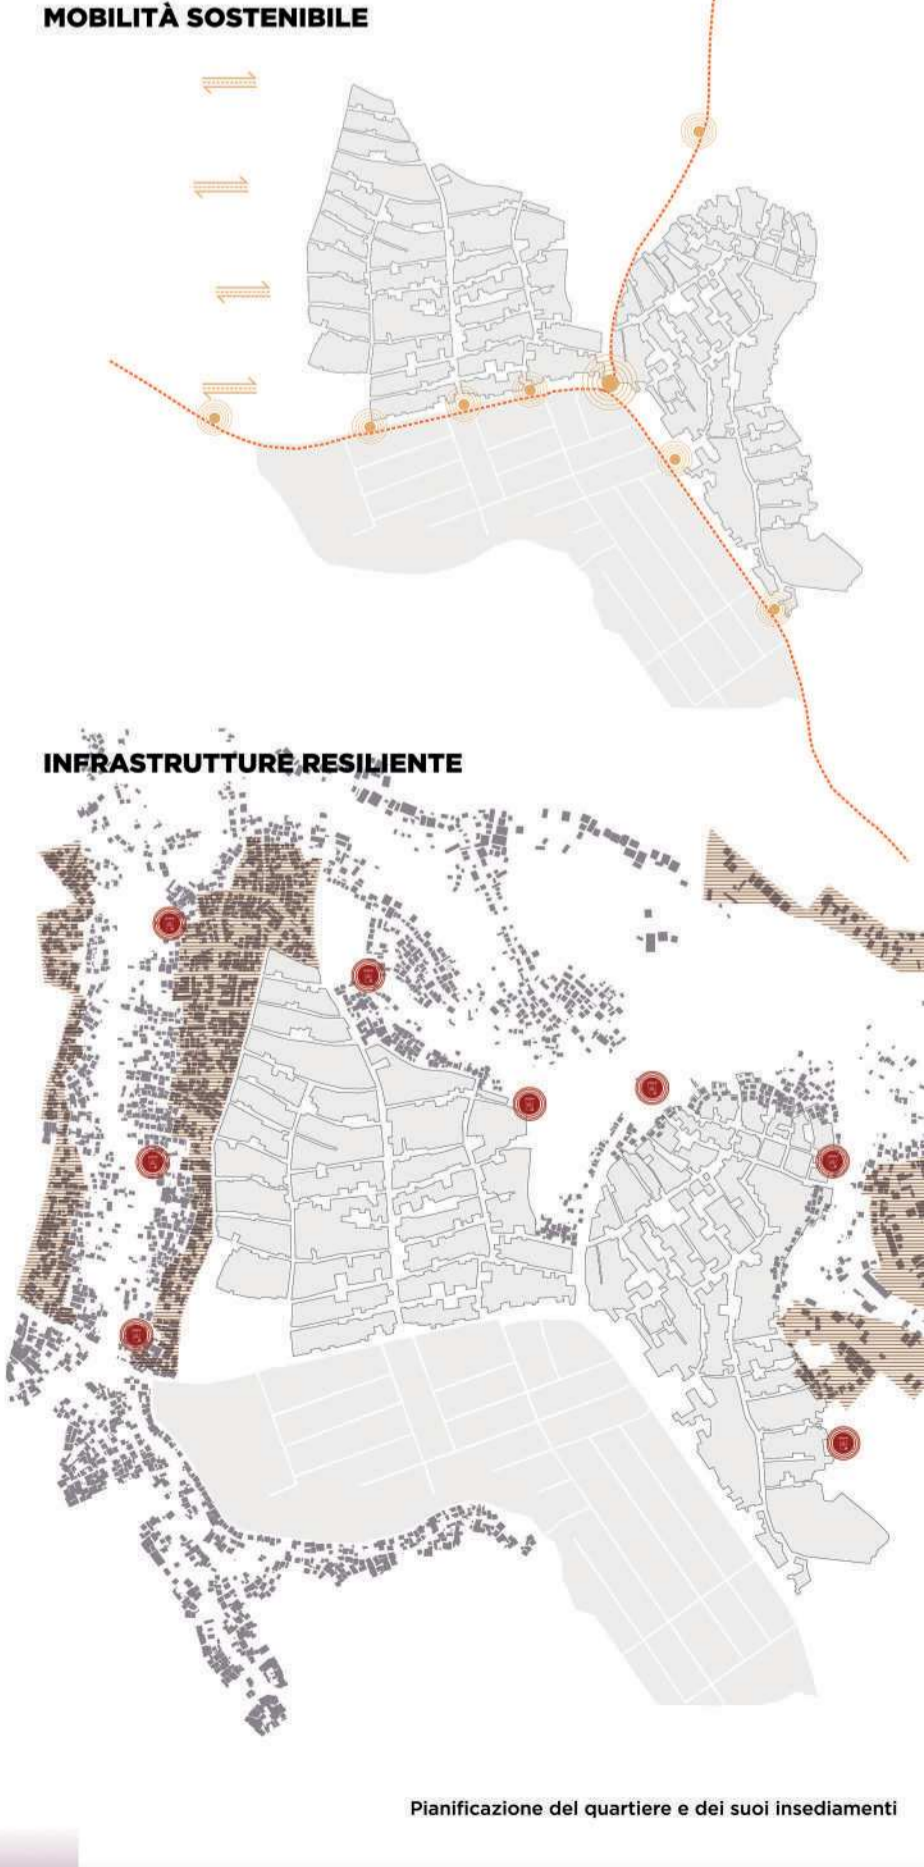 MOBILITÀ SOSTENIBILE
INFRASTRUTTURE RESILIENTE
Pianificazione del quartiere e dei suoi insediamenti